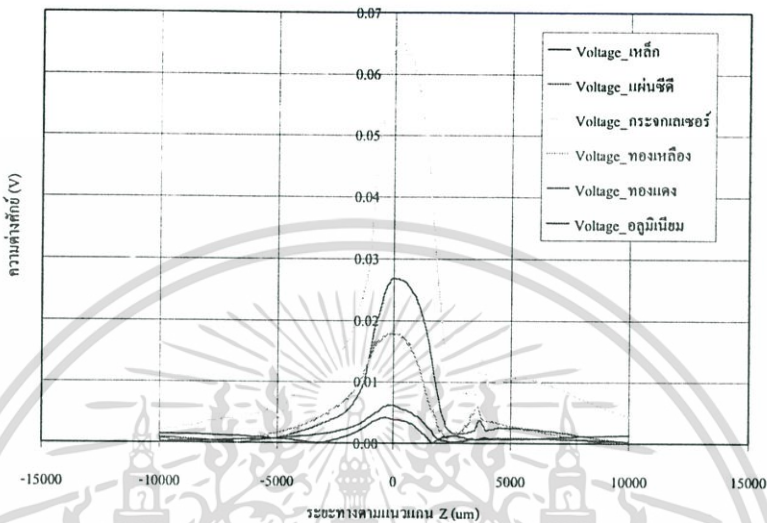 0.07
0.06
0.05
0.04
0.03
0.02
0.01
0.00
ความต่างศักย์ (V)
Voltage_เหล็ก
Voltage_แผ่นซีดี
Voltage_กระจกเลเซอร์
Voltage_ทองเหลือง
Voltage_ทองแดง
Voltage_อลูมิเนียม
-15000 -10000 -5000 0 5000 10000 15000
ระยะทางตามแนวแกน Z (um)